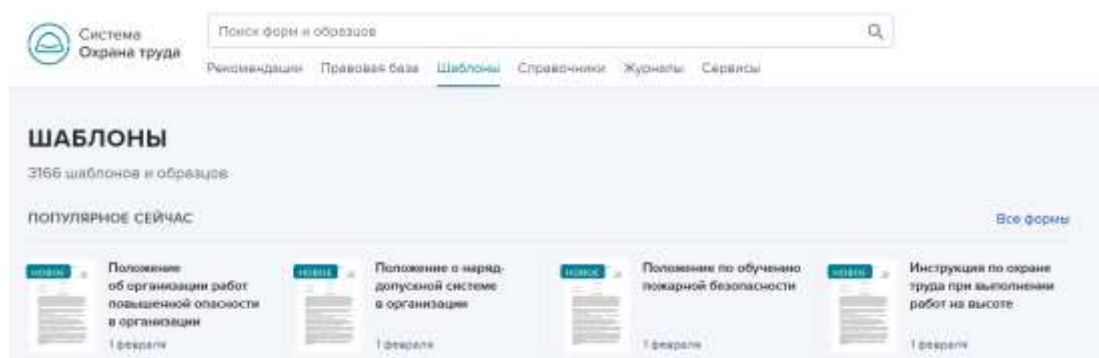 Система
Охрана труда
Поиск форм и образцов
Рекомендации Правовая база Шаблоны Справочники Журналы Сервисы
ШАБЛОНЫ
3166 шаблонов и образцов
ПОПУЛЯРНОЕ СЕЙЧАС
Все формы
НОВОЕ
Положение
об организации работ
повышенной опасности
в организации
1 февраля
НОВОЕ
Положение о наряд-
допускной системе
в организации
1 февраля
НОВОЕ
Положение по обучению
пожарной безопасности
1 февраля
НОВОЕ
Инструкция по охране
труда при выполнении
работ на высоте
1 февраля